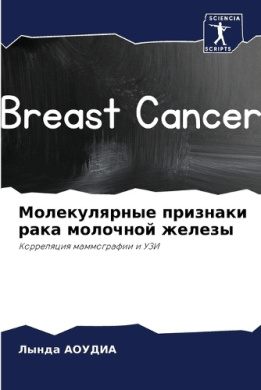 SCIENCIA
SCRIPTS
Breast Cancer
Молекулярные признаки
рака молочной железы
Корреляция маммографии и УЗИ
Лында АОУДИА